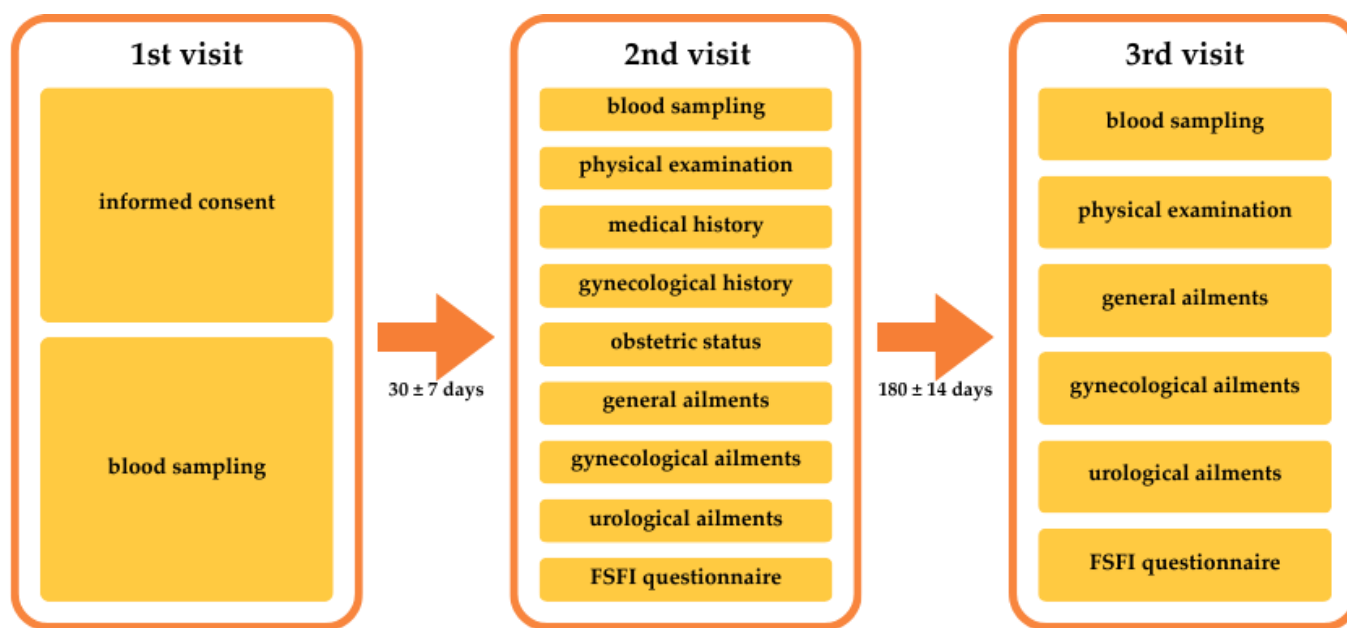 1st visit
informed consent
blood sampling
30 ± 7 days
2nd visit
blood sampling
physical examination
medical history
gynecological history
obstetric status
general ailments
gynecological ailments
urological ailments
FSFI questionnaire
180 ± 14 days
3rd visit
blood sampling
physical examination
general ailments
gynecological ailments
urological ailments
FSFI questionnaire